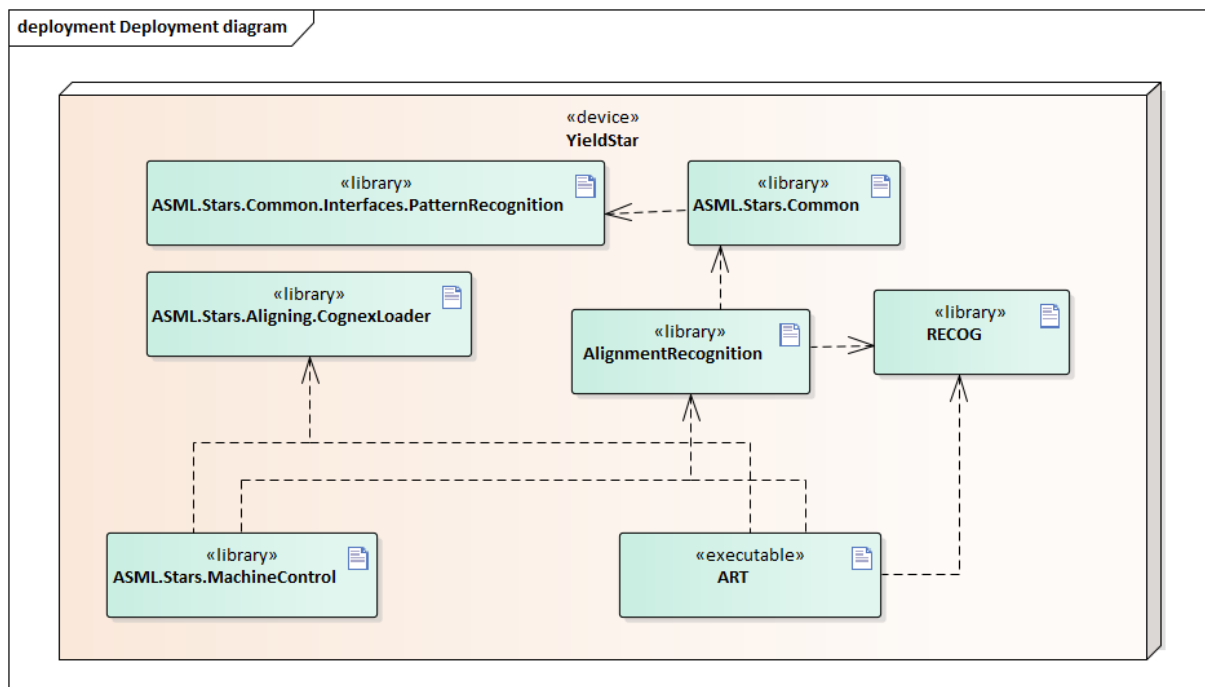 deployment Deployment diagram
«device»
YieldStar
«library»
ASML.Stars.Common.Interfaces.PatternRecognition
«library»
ASML.Stars.Common
«library»
ASML.Stars.Aligning.CognexLoader
«library»
AlignmentRecognition
«library»
RECOG
«library»
ASML.Stars.MachineControl
«executable»
ART